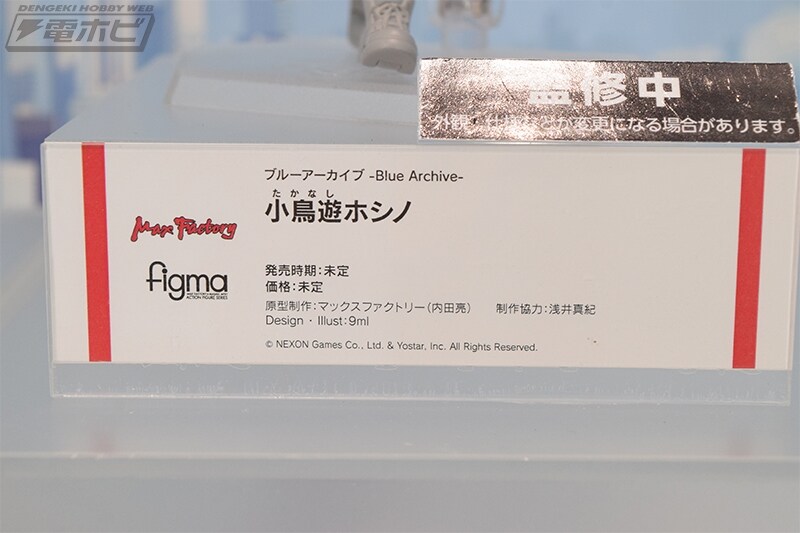 DENGEKI HOBBY WEB
電ホビ
監修中
外観・仕様などが変更になる場合があります。
ブルーアーカイブ -Blue Archive-
たかなし
小鳥遊ホシノ
Max Factory
figma
ACTION FIGURE SERIES
発売時期:未定
価格:未定
原型制作:マックスファクトリー(内田亮) 制作協力:浅井真紀
Design・Illust:9ml
© NEXON Games Co., Ltd. & Yostar, Inc. All Rights Reserved.